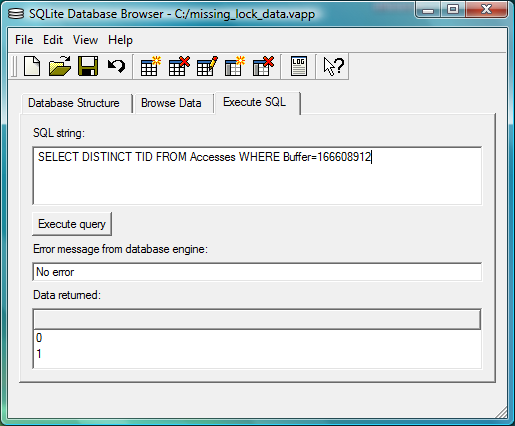 SQLite Database Browser - C:/missing_lock_data.vapp
File Edit View Help
LOG
Database Structure Browse Data Execute SQL
SQL string:
SELECT DISTINCT TID FROM Accesses WHERE Buffer=166608912
Execute query
Error message from database engine:
No error
Data returned:
0
1